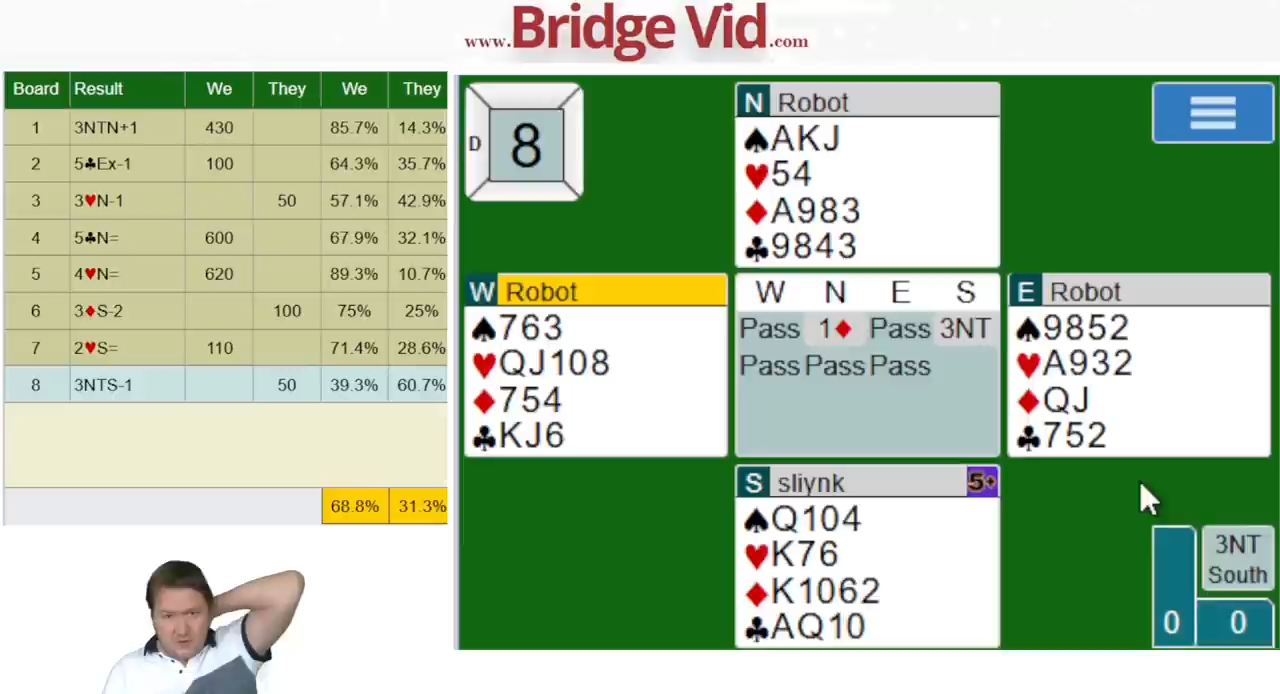 www.Bridge Vid.com
Board Result We They We They
1 3NTN+1 430 85.7% 14.3%
2 5♣Ex-1 100 64.3% 35.7%
3 3♥N-1 50 57.1% 42.9%
4 5♣N= 600 67.9% 32.1%
5 4♥N= 620 89.3% 10.7%
6 3♦S-2 100 75% 25%
7 2♥S= 110 71.4% 28.6%
8 3NTS-1 50 39.3% 60.7%
68.8% 31.3%
D 8
N Robot
♠AKJ
♥54
♦A983
♣9843
W Robot
♠763
♥QJ108
♦754
♣KJ6
W N E S
Pass 1♦ Pass 3NT
Pass Pass Pass
E Robot
♠9852
♥A932
♦QJ
♣752
S sliynk 5+
♠Q104
♥K76
♦K1062
♣AQ10
3NT
South
0 0